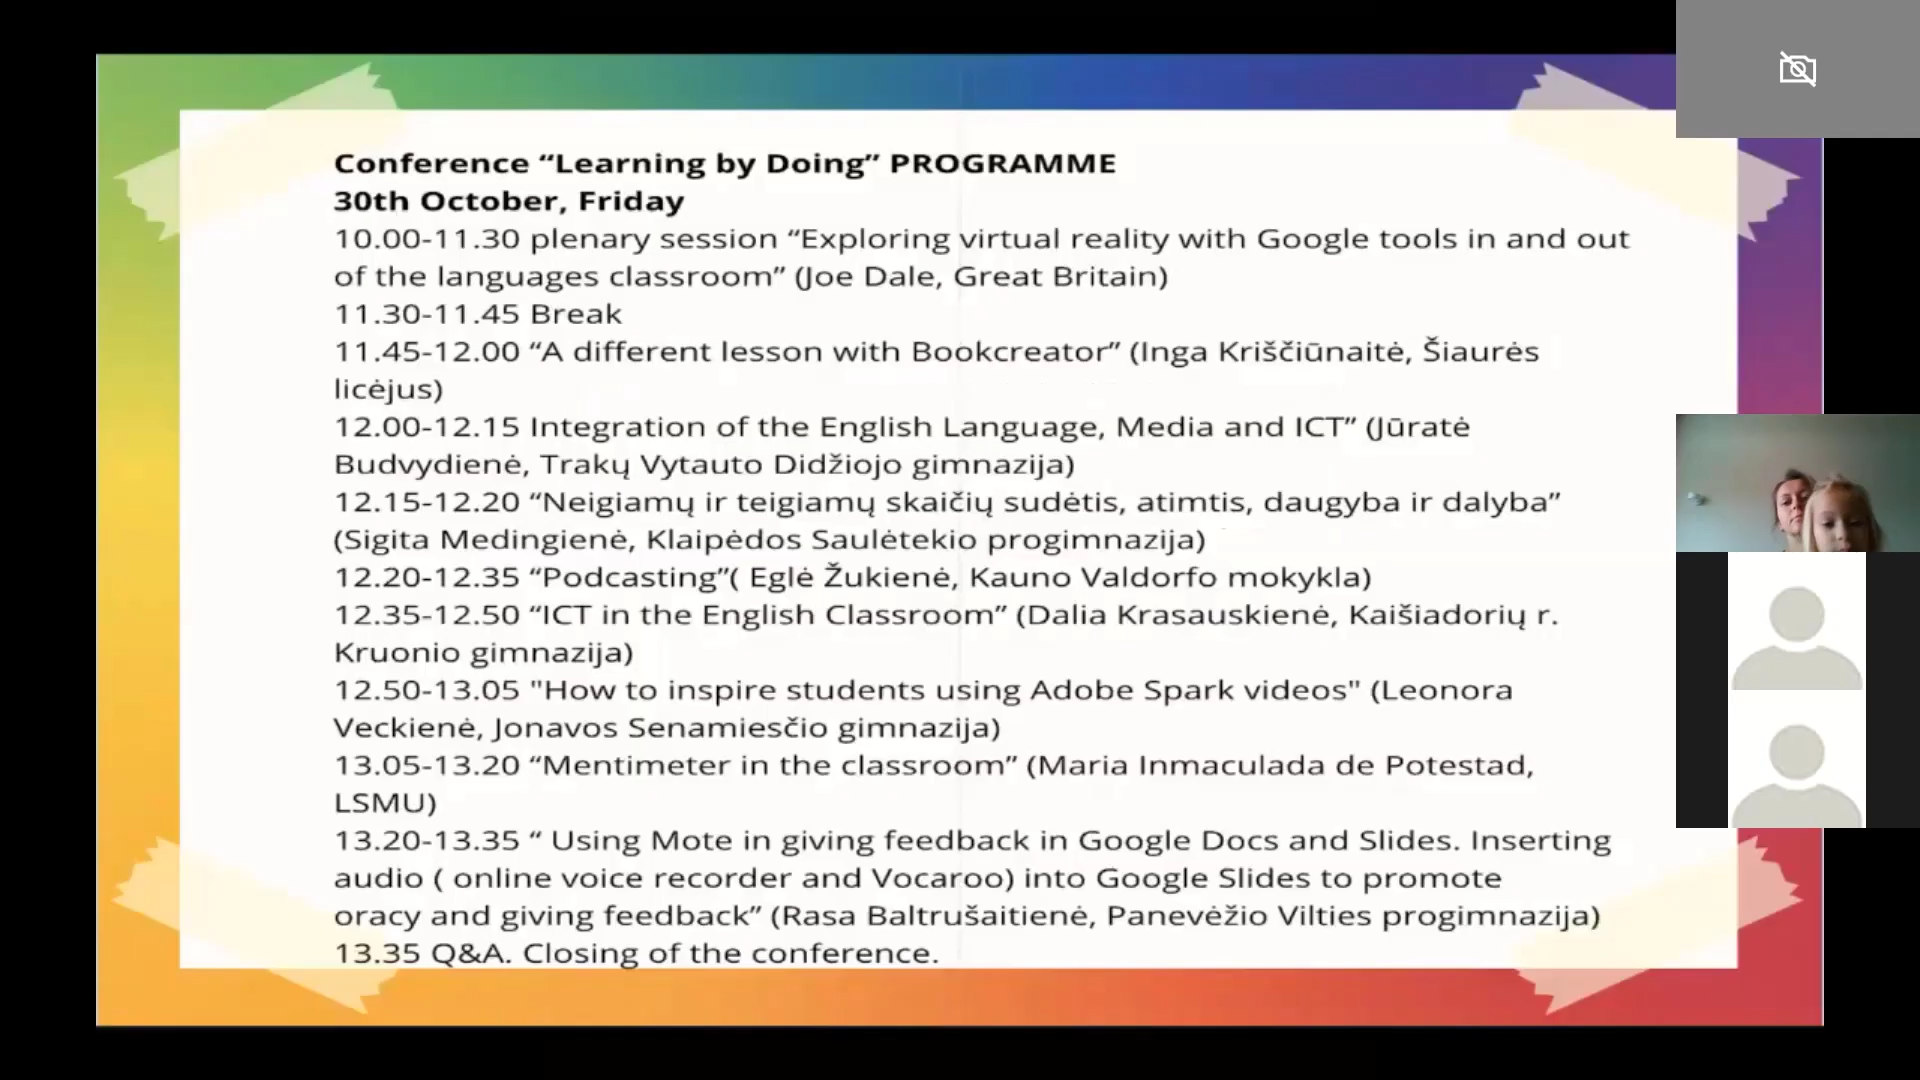 Conference “Learning by Doing” PROGRAMME
30th October, Friday
10.00-11.30 plenary session “Exploring virtual reality with Google tools in and out
of the languages classroom” (Joe Dale, Great Britain)
11.30-11.45 Break
11.45-12.00 “A different lesson with Bookcreator” (Inga Kriščiūnaitė, Šiaurės
licėjus)
12.00-12.15 Integration of the English Language, Media and ICT” (Jūratė
Budvydienė, Trakų Vytauto Didžiojo gimnazija)
12.15-12.20 “Neigiamų ir teigiamų skaičių sudėtis, atimtis, daugyba ir dalyba”
(Sigita Medingienė, Klaipėdos Saulėtekio progimnazija)
12.20-12.35 “Podcasting”( Eglė Žukienė, Kauno Valdorfo mokykla)
12.35-12.50 “ICT in the English Classroom” (Dalia Krasauskienė, Kaišiadorių r.
Kruonio gimnazija)
12.50-13.05 "How to inspire students using Adobe Spark videos" (Leonora
Veckienė, Jonavos Senamiesčio gimnazija)
13.05-13.20 “Mentimeter in the classroom” (Maria Inmaculada de Potestad,
LSMU)
13.20-13.35 “ Using Mote in giving feedback in Google Docs and Slides. Inserting
audio ( online voice recorder and Vocaroo) into Google Slides to promote
oracy and giving feedback” (Rasa Baltrušaitienė, Panevėžio Vilties progimnazija)
13.35 Q&A. Closing of the conference.